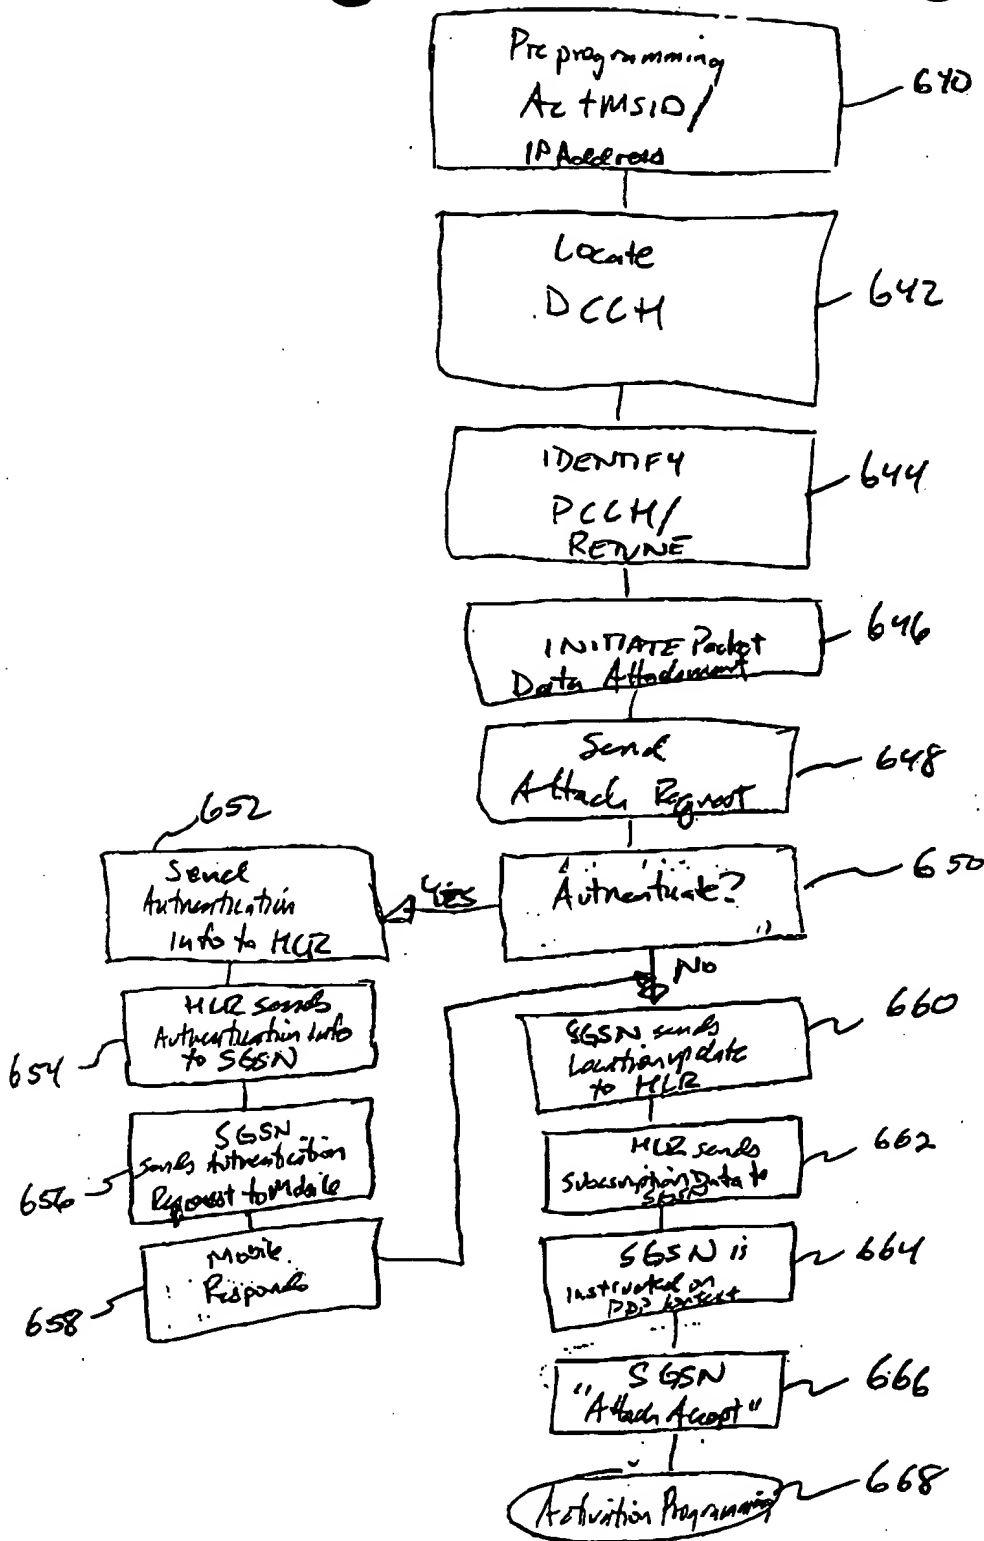 Preprogramming
Act MSID/
IP Address
640
Locate
DCCH
642
IDENTIFY
PCCH/
RETUNE
644
INITIATE Packet
Data Attachment
646
Send
Attach Request
648
Authenticate?
650
Yes
No
652
Send
Authentication
Info to HLR
HLR sends
Authentication Info
to SGSN
654
SGSN
sends Authentication
Request to Mobile
656
Mobile
Responds
658
SGSN sends
Location update
to HLR
660
HLR sends
Subscription Data to
SGSN
662
SGSN is
instructed on
PDP context
664
SGSN
"Attach Accept"
666
Activation Programming
668